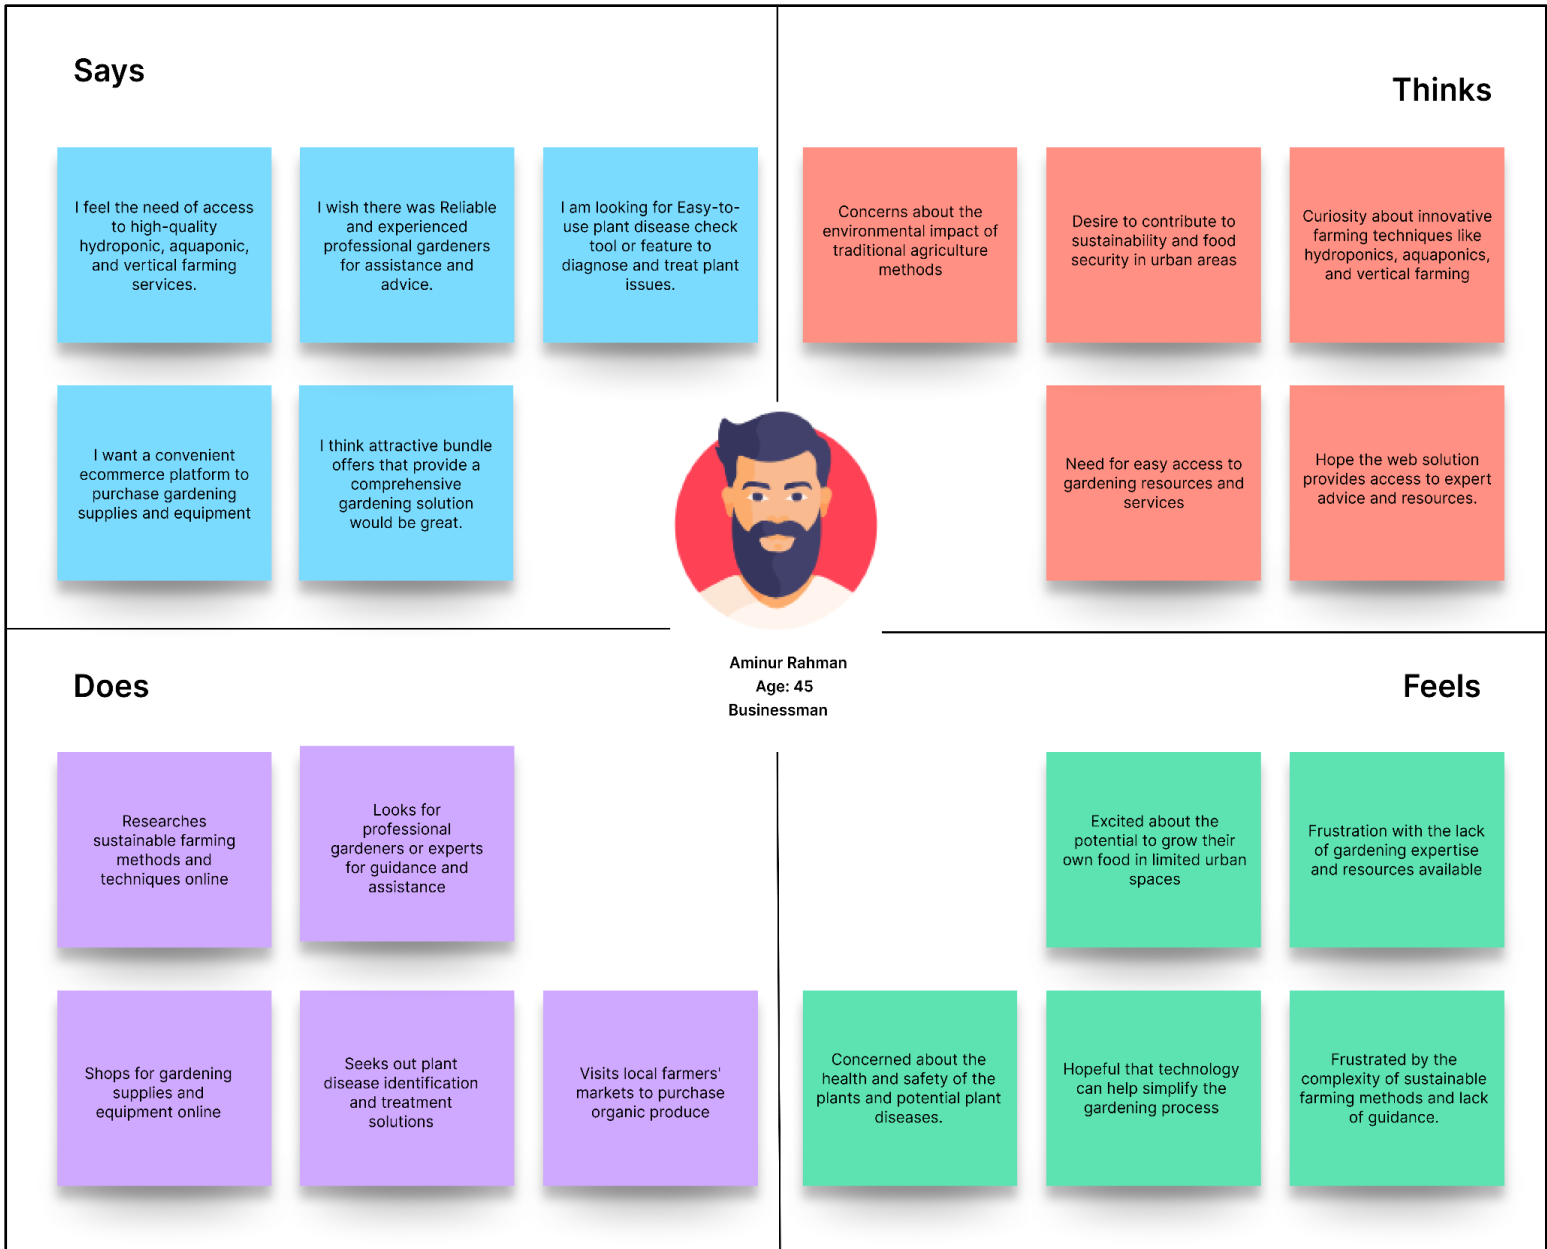 Says
I feel the need of access
to high-quality
hydroponic, aquaponic,
and vertical farming
services.
I wish there was Reliable
and experienced
professional gardeners
for assistance and
advice.
I am looking for Easy-to-
use plant disease check
tool or feature to
diagnose and treat plant
issues.
I want a convenient
ecommerce platform to
purchase gardening
supplies and equipment
I think attractive bundle
offers that provide a
comprehensive
gardening solution
would be great.
Thinks
Concerns about the
environmental impact of
traditional agriculture
methods
Desire to contribute to
sustainability and food
security in urban areas
Curiosity about innovative
farming techniques like
hydroponics, aquaponics,
and vertical farming
Need for easy access to
gardening resources and
services
Hope the web solution
provides access to expert
advice and resources.
Aminur Rahman
Age: 45
Businessman
Does
Researches
sustainable farming
methods and
techniques online
Looks for
professional
gardeners or experts
for guidance and
assistance
Shops for gardening
supplies and
equipment online
Seeks out plant
disease identification
and treatment
solutions
Visits local farmers'
markets to purchase
organic produce
Feels
Excited about the
potential to grow their
own food in limited urban
spaces
Frustration with the lack
of gardening expertise
and resources available
Concerned about the
health and safety of the
plants and potential plant
diseases.
Hopeful that technology
can help simplify the
gardening process
Frustrated by the
complexity of sustainable
farming methods and lack
of guidance.